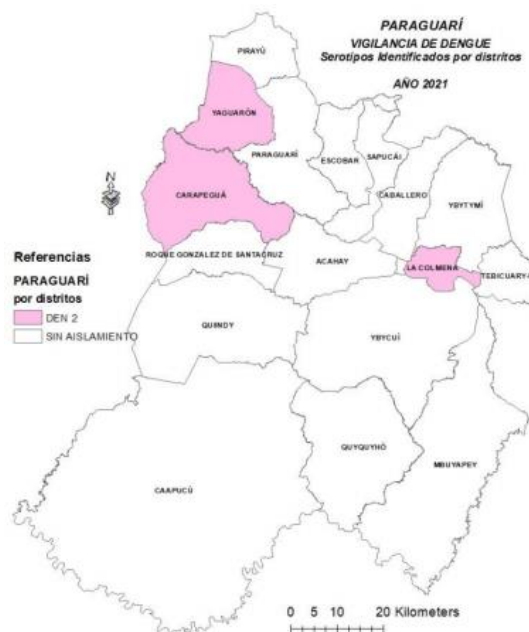 PARAGUARÍ
VIGILANCIA DE DENGUE
Serotipos Identificados por distritos
AÑO 2021
PIRAYÚ
YAGUARÓN
PARAGUARÍ
ESCOBAR
SAPUCÁI
CABALLERO
YBYTYMÍ
CARAPEGUÁ
N
ROQUE GONZALEZ DE SANTACRUZ
ACAHAY
LA COLMENA
TEBICUARY-
Referencias
PARAGUARÍ
por distritos
DEN 2
SIN AISLAMIENTO
QUIINDY
YBYCUÍ
QUYQUYHÓ
MBUYAPEY
CAAPUCÚ
0 5 10 20 Kilometers